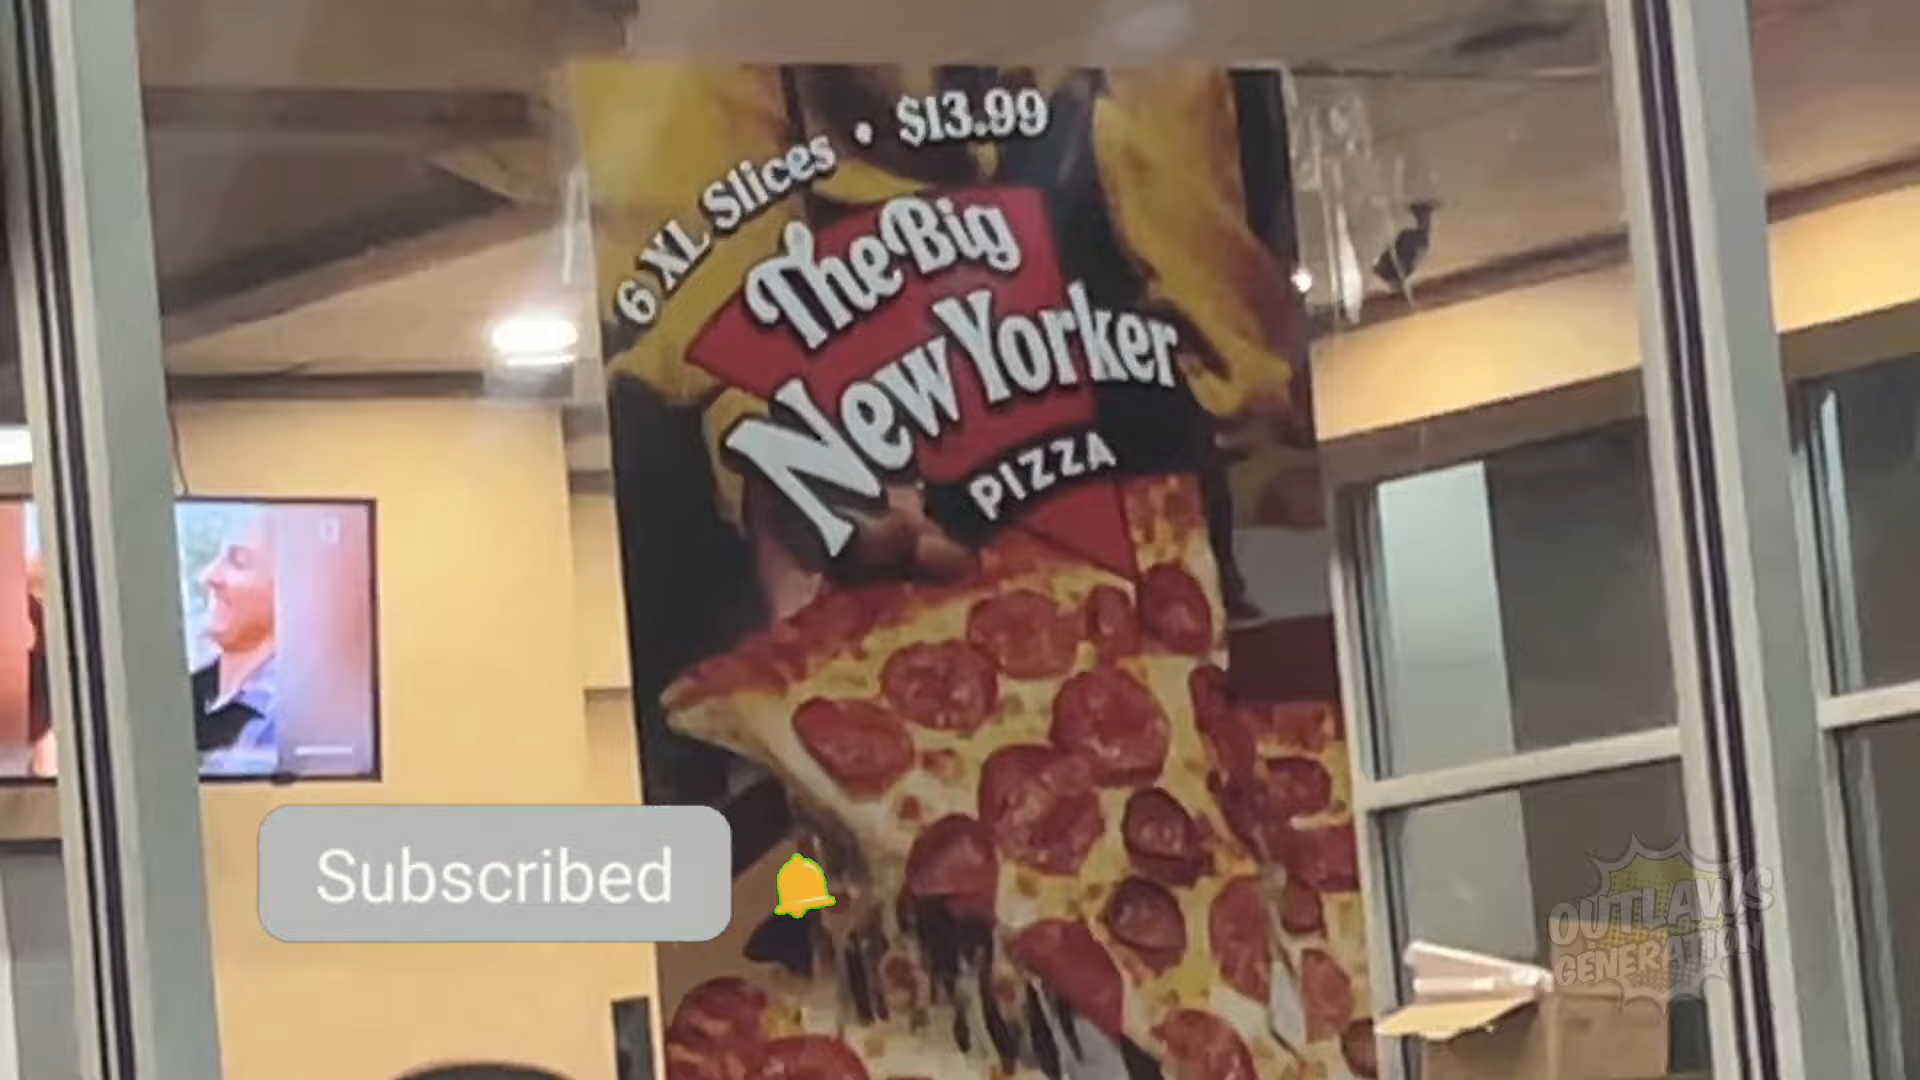 6 XL Slices • $13.99
The Big
New Yorker
PIZZA
Subscribed
OUTLAWS
GENERATION